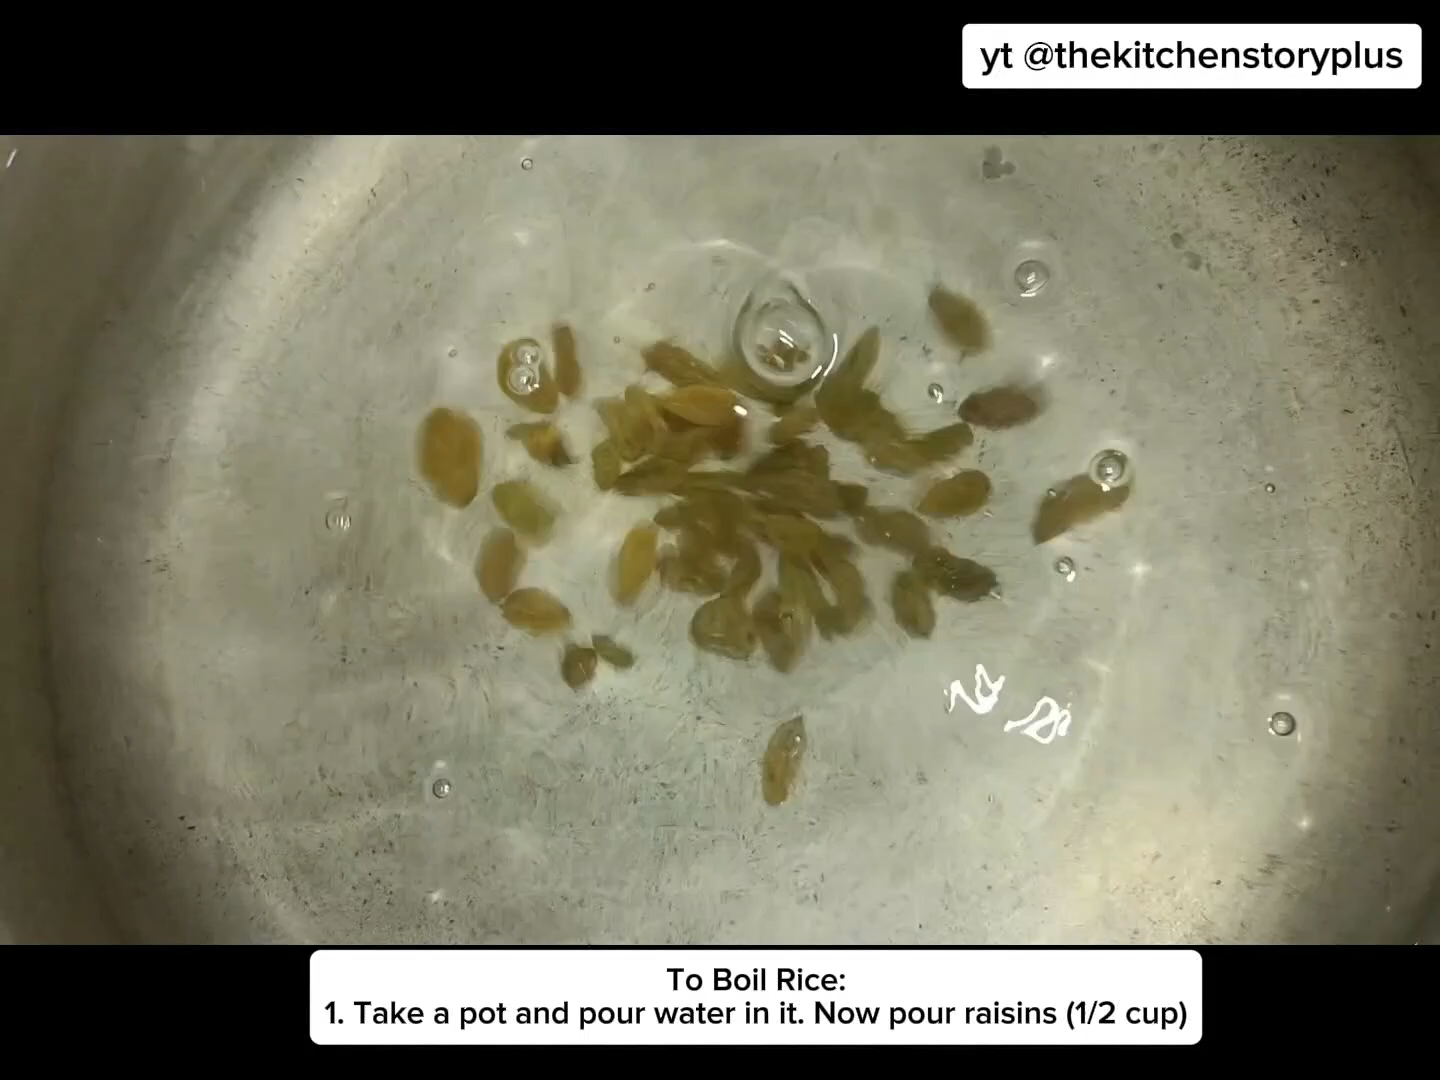 yt @thekitchenstoryplus
To Boil Rice:
1. Take a pot and pour water in it. Now pour raisins (1/2 cup)